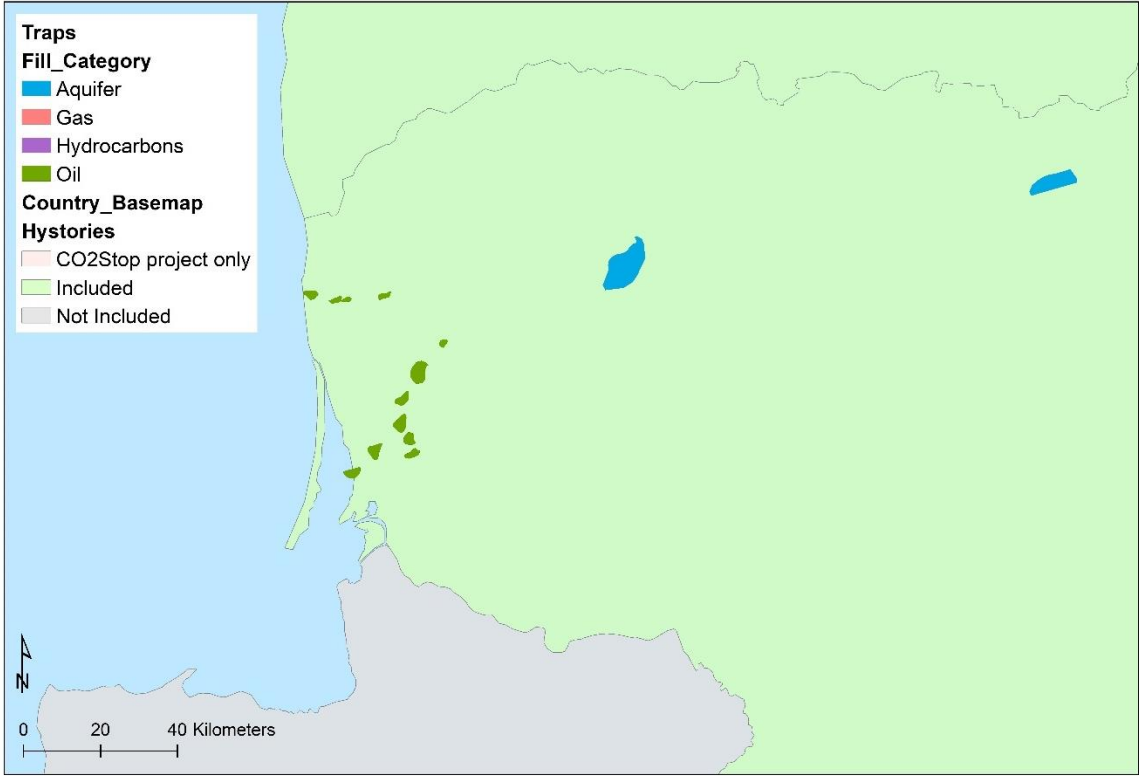 Traps
Fill_Category
Aquifer
Gas
Hydrocarbons
Oil
Country_Basemap
Hystories
CO2Stop project only
Included
Not Included
N
0 20 40 Kilometers